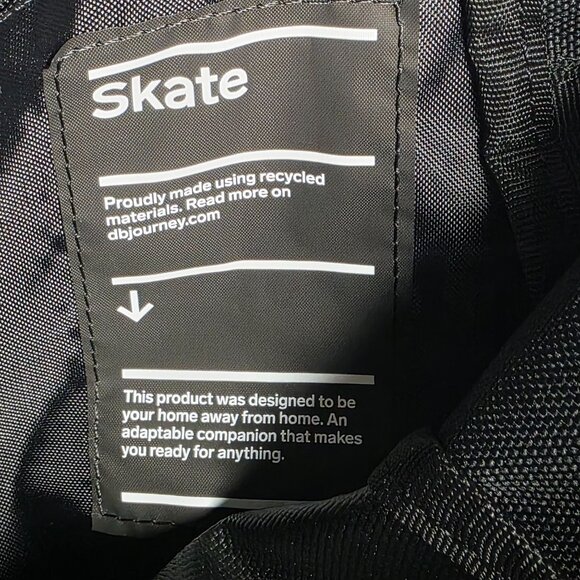 Skate
Proudly made using recycled
materials. Read more on
dbjourney.com
This product was designed to be
your home away from home. An
adaptable companion that makes
you ready for anything.